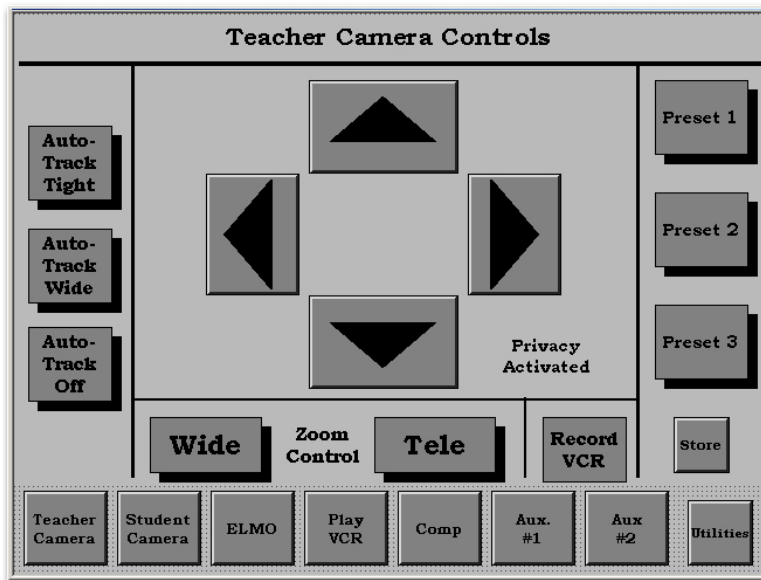 Teacher Camera Controls
Auto-
Track
Tight
Auto-
Track
Wide
Auto-
Track
Off
Preset 1
Preset 2
Preset 3
Privacy
Activated
Wide
Zoom
Control
Tele
Record
VCR
Store
Teacher
Camera
Student
Camera
ELMO
Play
VCR
Comp
Aux.
#1
Aux
#2
Utilities